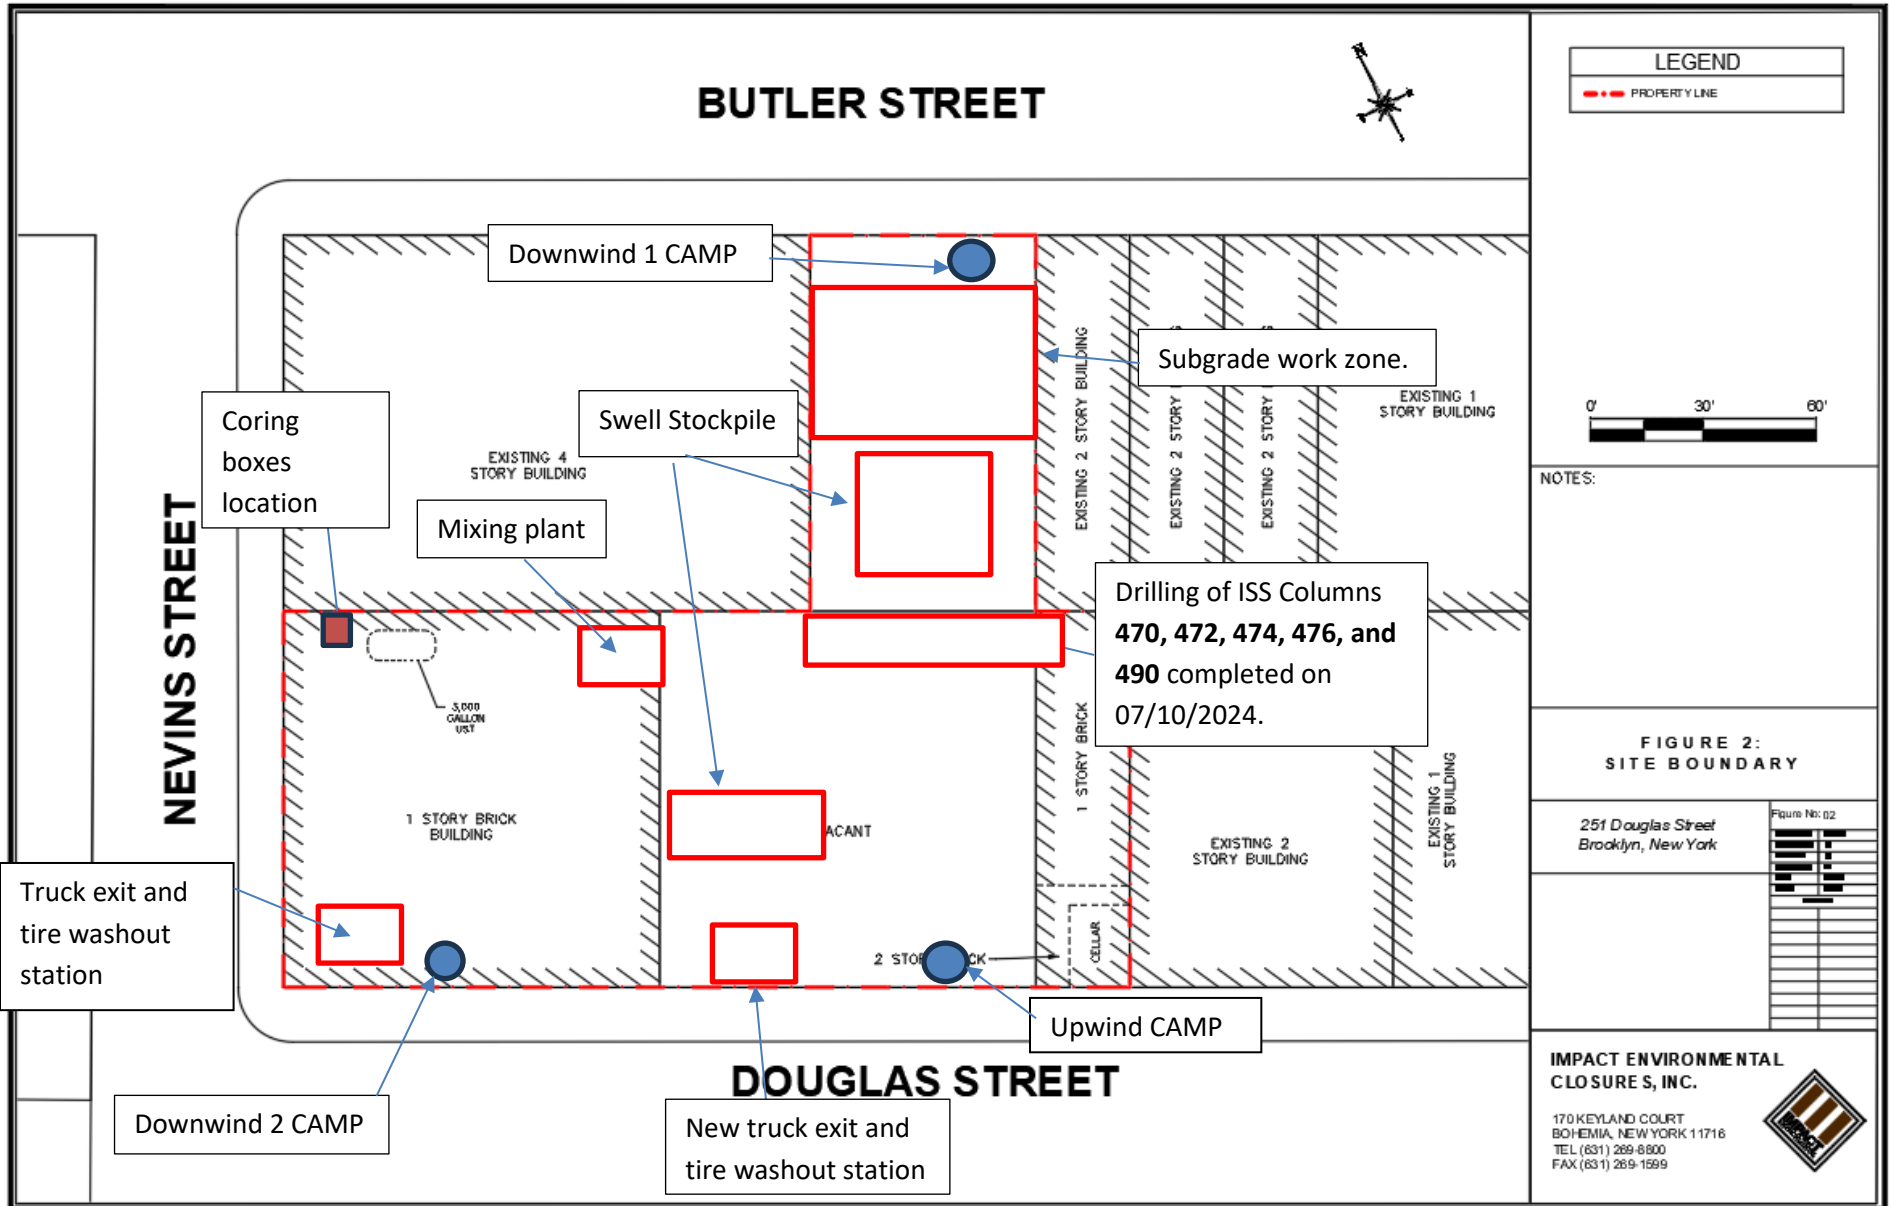 BUTLER STREET
N
LEGEND
PROPERTY LINE
Downwind 1 CAMP
Subgrade work zone.
Coring
boxes
location
Swell Stockpile
EXISTING 4
STORY BUILDING
Mixing plant
EXISTING 2 STORY BUILDING
EXISTING 2 STORY
EXISTING 2 STORY
EXISTING 1
STORY BUILDING
0' 30' 60'
NOTES:
NEVINS STREET
Drilling of ISS Columns
470, 472, 474, 476, and
490 completed on
07/10/2024.
3,000
GALLON
UST
1 STORY BRICK
BUILDING
ACANT
1 STORY BRICK
EXISTING 2
STORY BUILDING
EXISTING 1
STORY BUILDING
FIGURE 2:
SITE BOUNDARY
251 Douglas Street
Brooklyn, New York
Figure No: 02
Truck exit and
tire washout
station
2 STO CK
CELLAR
Upwind CAMP
DOUGLAS STREET
Downwind 2 CAMP
New truck exit and
tire washout station
IMPACT ENVIRONMENTAL
CLOSURES, INC.
170 KEYLAND COURT
BOHEMIA, NEW YORK 11716
TEL (631) 269-8800
FAX (631) 269-1599
IMPACT